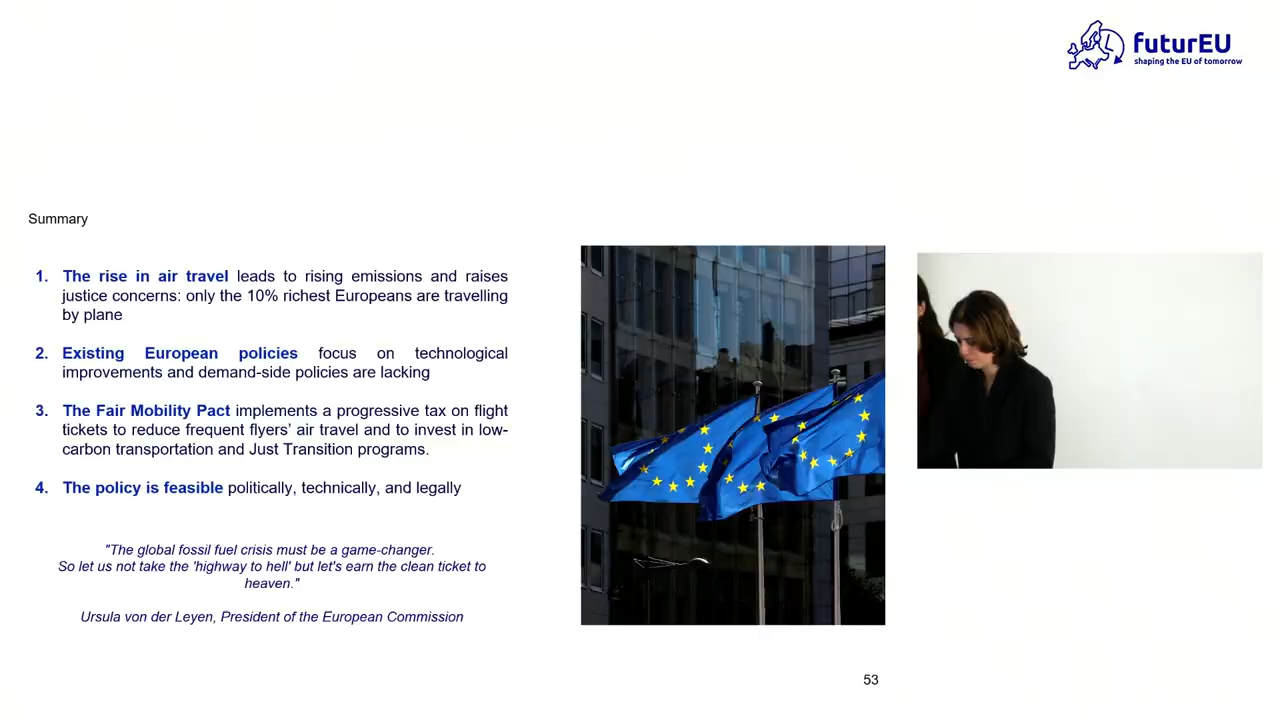 futurEU
shaping the EU of tomorrow
Summary
1. The rise in air travel leads to rising emissions and raises
justice concerns: only the 10% richest Europeans are travelling
by plane
2. Existing European policies focus on technological
improvements and demand-side policies are lacking
3. The Fair Mobility Pact implements a progressive tax on flight
tickets to reduce frequent flyers’ air travel and to invest in low-
carbon transportation and Just Transition programs.
4. The policy is feasible politically, technically, and legally
"The global fossil fuel crisis must be a game-changer.
So let us not take the 'highway to hell' but let's earn the clean ticket to
heaven."
Ursula von der Leyen, President of the European Commission
53